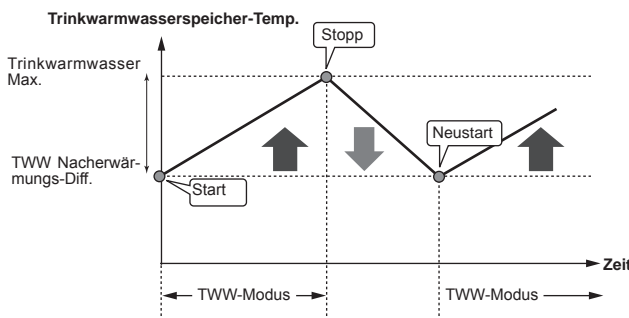 Trinkwarmwasserspeicher-Temp.
Stopp
Trinkwarmwasser
Max.
Neustart
TWW Nacherwär-
mungs-Diff.
Start
Zeit
TWW-Modus
TWW-Modus